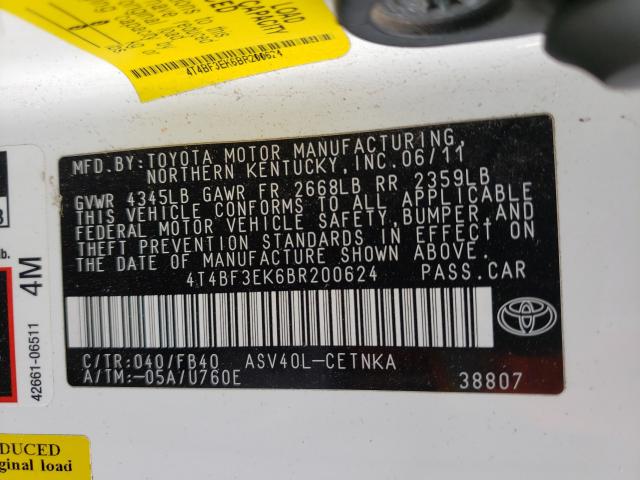 LOAD
CAPACITY
4T4BF3EK6BR200624
MFD.BY:TOYOTA MOTOR MANUFACTURING,
NORTHERN KENTUCKY,INC.06/11
GVWR 4345LB GAWR FR 2668LB RR 2359LB
THIS VEHICLE CONFORMS TO ALL APPLICABLE
FEDERAL MOTOR VEHICLE SAFETY,BUMPER,AND
THEFT PREVENTION STANDARDS IN EFFECT ON
THE DATE OF MANUFACTURE SHOWN ABOVE.
4T4BF3EK6BR200624 PASS.CAR
C/TR:040/FB40 ASV40L-CETNKA
A/TM:-05A/U760E 38807
4M
42661-06511
DUCED
ginal load